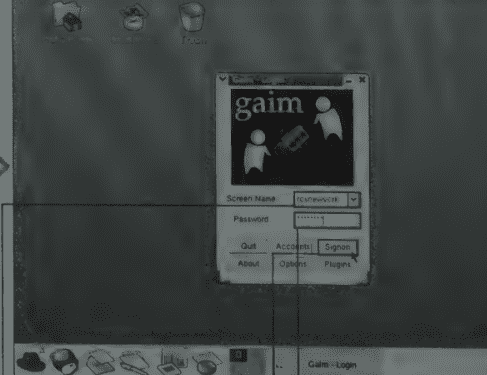 gaim
Screen Name
Password
Quit Accounts Signon
About Options Plugins
Gaim - Login